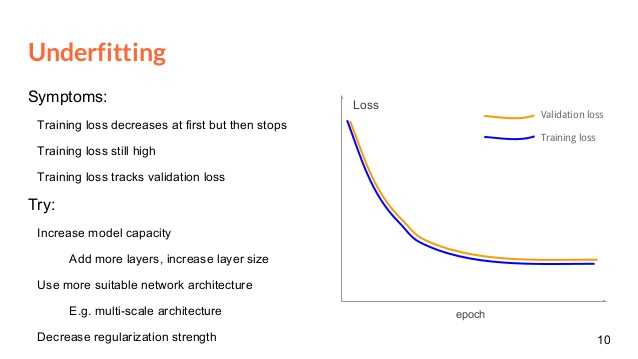 Underfitting
Symptoms:
Training loss decreases at first but then stops
Training loss still high
Training loss tracks validation loss
Try:
Increase model capacity
Add more layers, increase layer size
Use more suitable network architecture
E.g. multi-scale architecture
Decrease regularization strength
Loss
Validation loss
Training loss
epoch
10